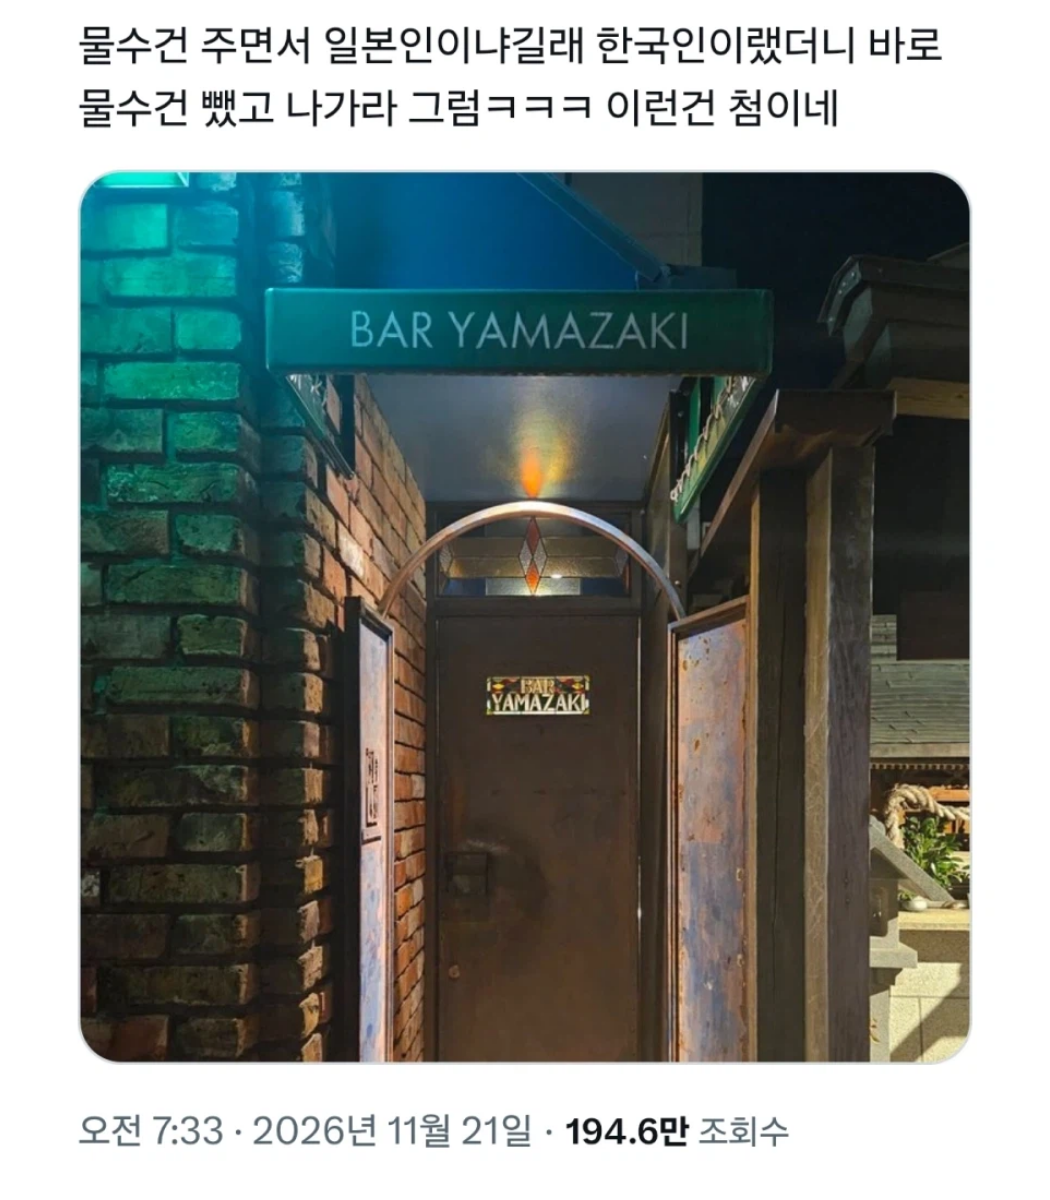 물수건 주면서 일본인이냐길래 한국인이랬더니 바로
물수건 뺐고 나가라 그럼ㅋㅋㅋ 이런건 첨이네
BAR YAMAZAKI
BAR
YAMAZAKI
오전 7:33 · 2026년 11월 21일 · 194.6만 조회수